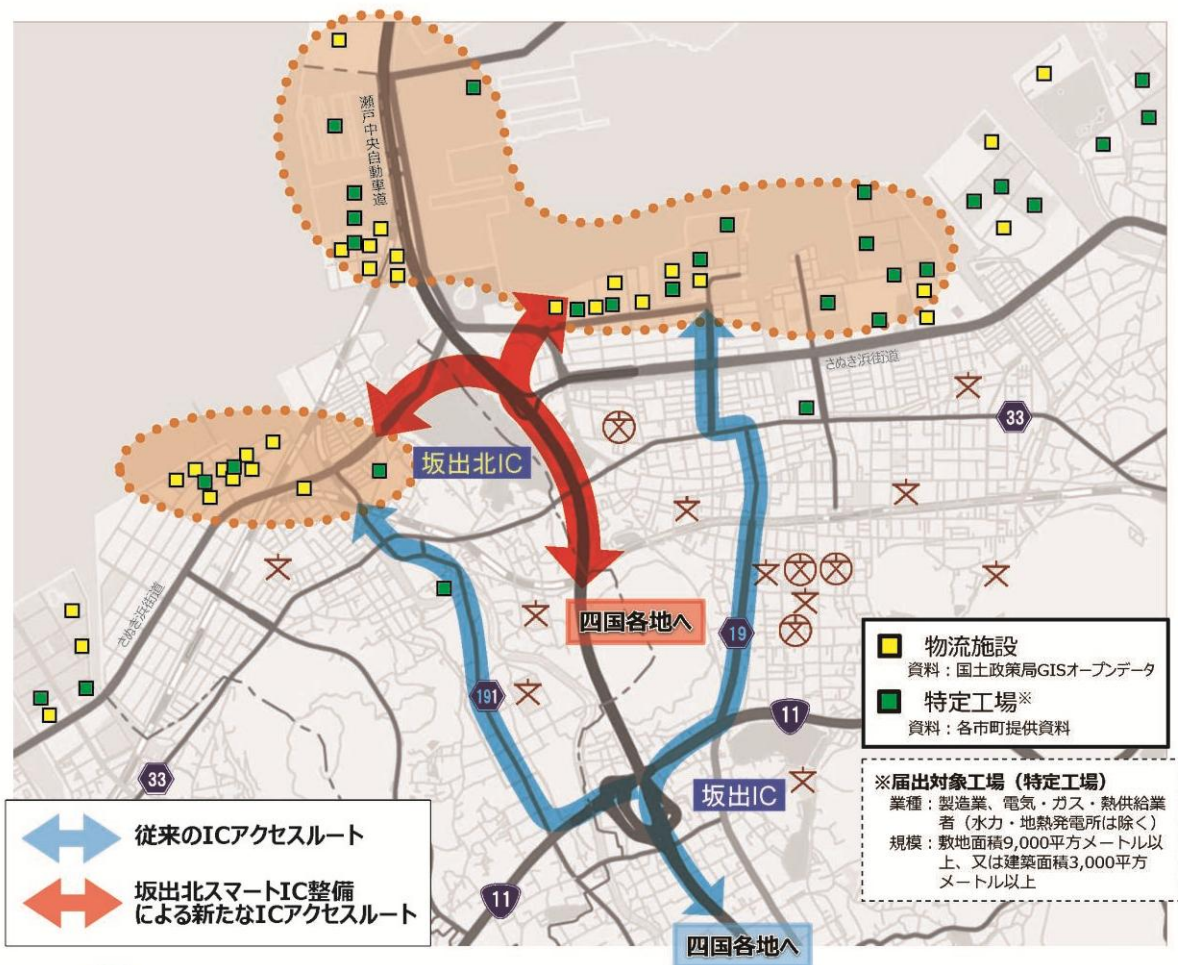 瀬戸中央自動車道
さぬき浜街道
33
坂出北IC
四国各地へ
19
さぬき浜街道
191
11
33
坂出IC
11
四国各地へ
物流施設
資料：国土政策局GISオープンデータ
特定工場※
資料：各市町提供資料
※届出対象工場（特定工場）
業種：製造業、電気・ガス・熱供給業
者（水力・地熱発電所は除く）
規模：敷地面積9,000平方メートル以
上、又は建築面積3,000平方
メートル以上
従来のICアクセスルート
坂出北スマートIC整備
による新たなICアクセスルート